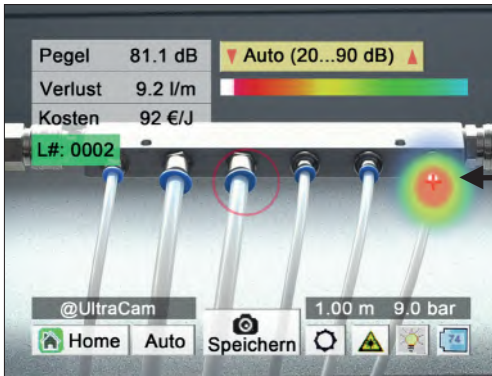 Pegel 81.1 dB
Auto (20...90 dB)
Verlust 9.2 l/m
Kosten 92 €/J
L#: 0002
@UltraCam
1.00 m 9.0 bar
Home
Auto
Speichern
74